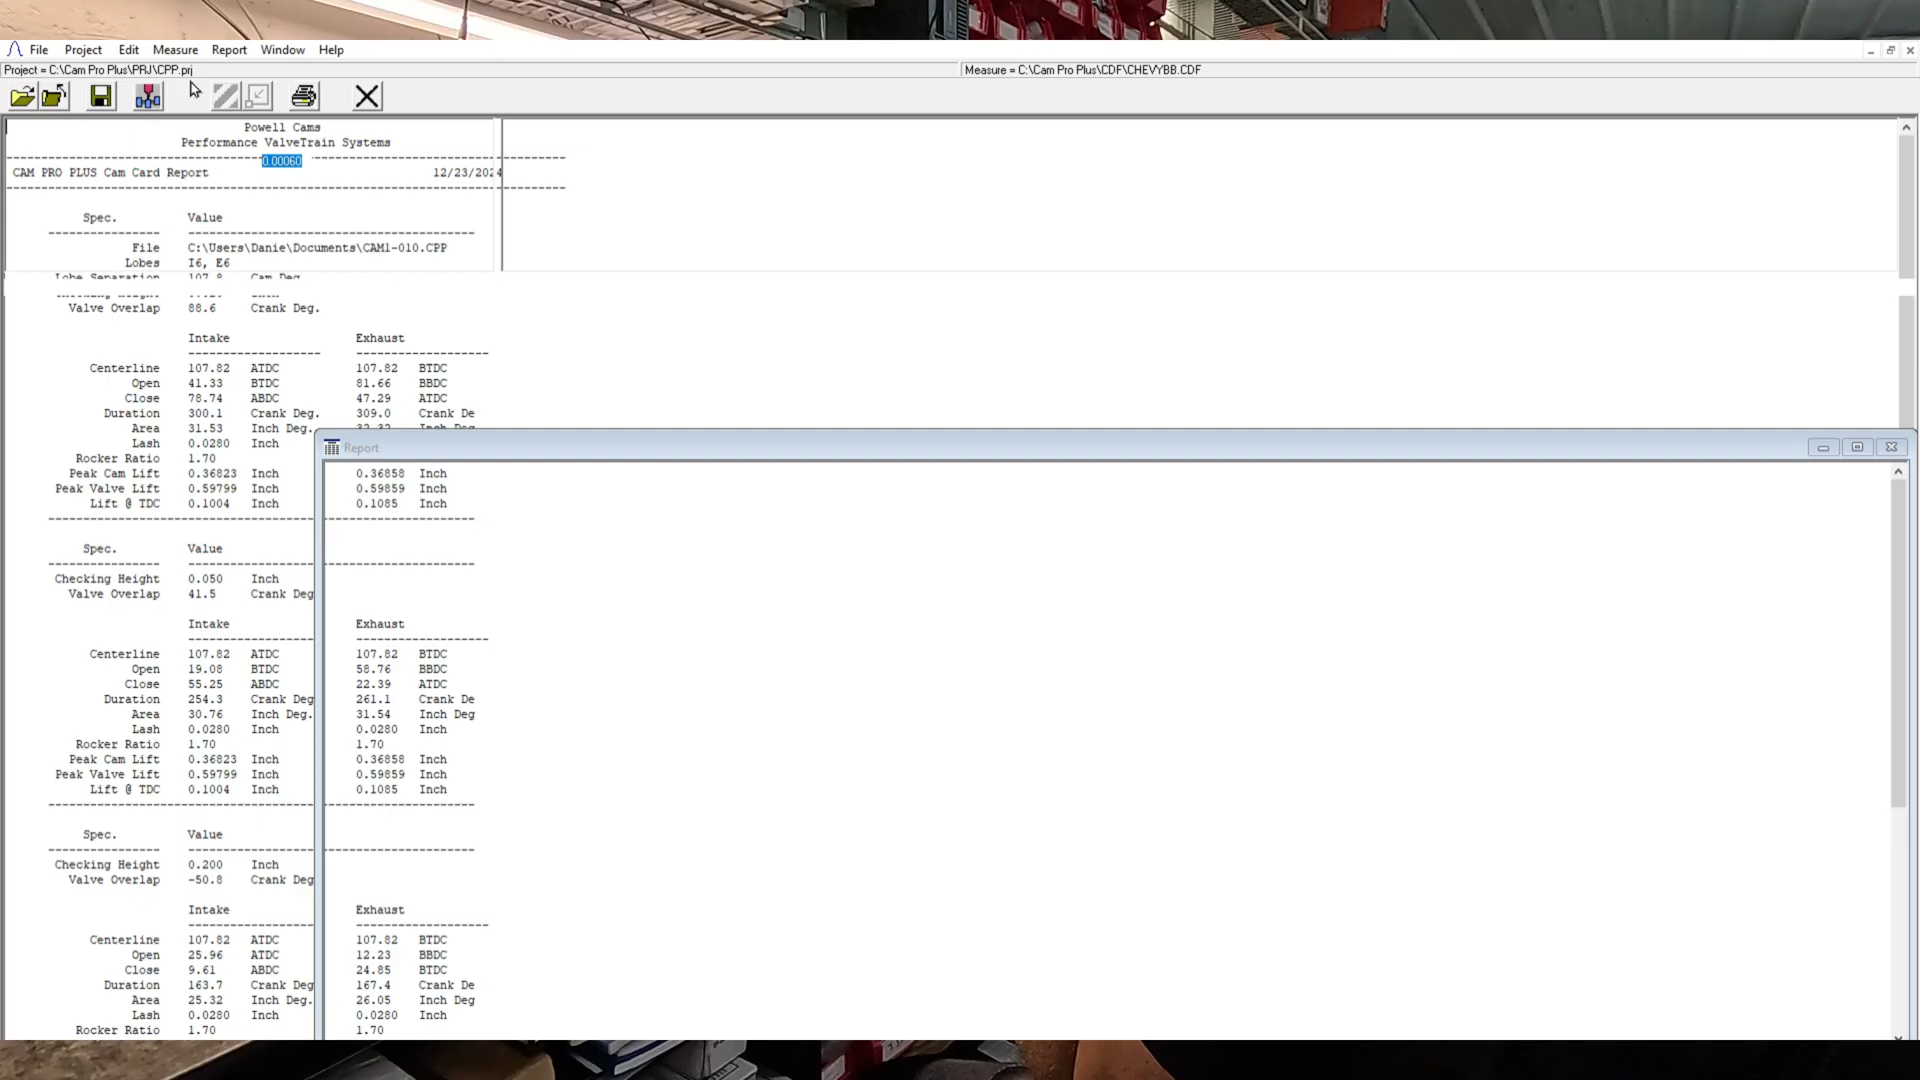 File Project Edit Measure Report Window Help
Project = C:\Cam Pro Plus\PRJ\CPP.prj Measure = C:\Cam Pro Plus\CDF\CHEVYBB.CDF
Powell Cams
Performance ValveTrain Systems
0.00060
CAM PRO PLUS Cam Card Report 12/23/2024
Spec. Value
File C:\Users\Danie\Documents\CAM1-010.CPP
Lobes I6, E6
Lobe Separation 107.8 Cam Deg
Valve Overlap 88.6 Crank Deg.
Intake Exhaust
Centerline 107.82 ATDC 107.82 BTDC
Open 41.33 BTDC 81.66 BBDC
Close 78.74 ABDC 47.29 ATDC
Duration 300.1 Crank Deg. 309.0 Crank De
Area 31.53 Inch Deg. 32.32 Inch Deg
Lash 0.0280 Inch
Report
Rocker Ratio 1.70
Peak Cam Lift 0.36823 Inch 0.36858 Inch
Peak Valve Lift 0.59799 Inch 0.59859 Inch
Lift @ TDC 0.1004 Inch 0.1085 Inch
Spec. Value
Checking Height 0.050 Inch
Valve Overlap 41.5 Crank Deg
Intake Exhaust
Centerline 107.82 ATDC 107.82 BTDC
Open 19.08 BTDC 58.76 BBDC
Close 55.25 ABDC 22.39 ATDC
Duration 254.3 Crank Deg 261.1 Crank De
Area 30.76 Inch Deg. 31.54 Inch Deg
Lash 0.0280 Inch 0.0280 Inch
Rocker Ratio 1.70 1.70
Peak Cam Lift 0.36823 Inch 0.36858 Inch
Peak Valve Lift 0.59799 Inch 0.59859 Inch
Lift @ TDC 0.1004 Inch 0.1085 Inch
Spec. Value
Checking Height 0.200 Inch
Valve Overlap -50.8 Crank Deg
Intake Exhaust
Centerline 107.82 ATDC 107.82 BTDC
Open 25.96 ATDC 12.23 BBDC
Close 9.61 ABDC 24.85 BTDC
Duration 163.7 Crank Deg 167.4 Crank De
Area 25.32 Inch Deg. 26.05 Inch Deg
Lash 0.0280 Inch 0.0280 Inch
Rocker Ratio 1.70 1.70